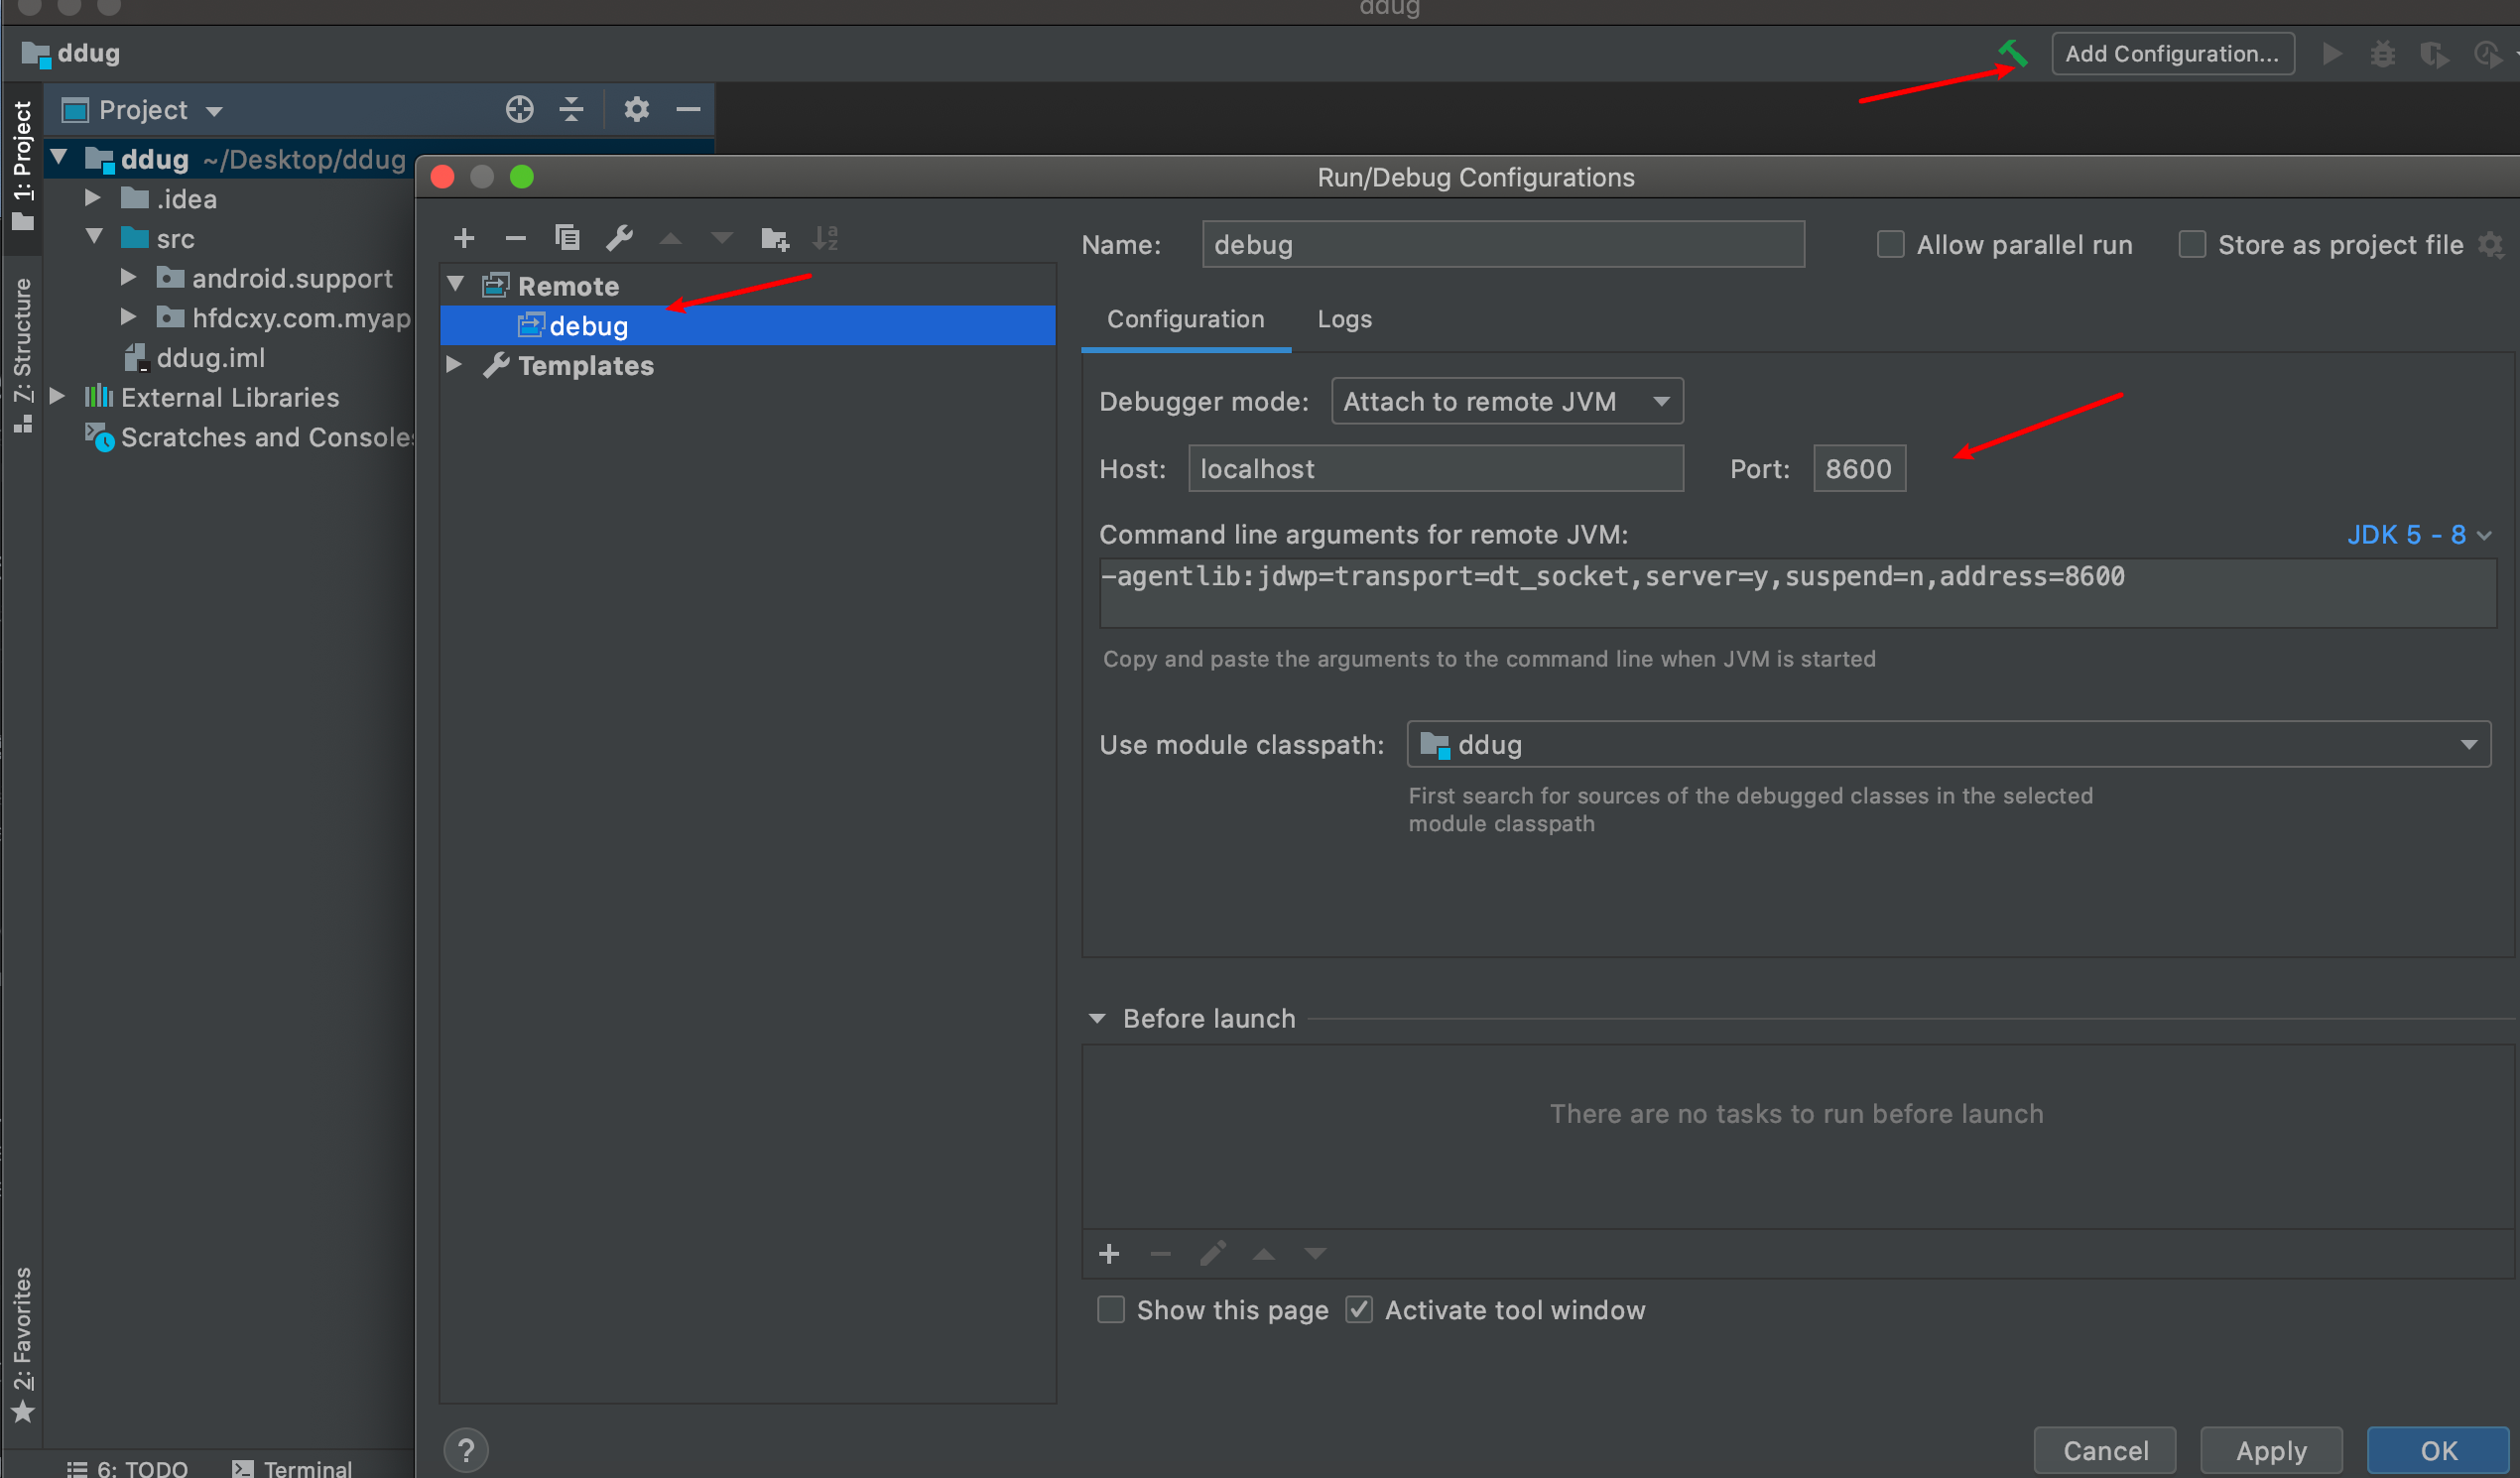 ddug
ddug
Add Configuration...
1: Project
Project
ddug ~/Desktop/ddug
.idea
src
android.support
hfdcxy.com.myap
ddug.iml
External Libraries
Scratches and Consoles
Z: Structure
2: Favorites
6: TODO
Terminal
Run/Debug Configurations
Remote
debug
Templates
Name: debug
Allow parallel run
Store as project file
Configuration
Logs
Debugger mode: Attach to remote JVM
Host: localhost
Port: 8600
Command line arguments for remote JVM:
JDK 5 - 8
-agentlib:jdwp=transport=dt_socket,server=y,suspend=n,address=8600
Copy and paste the arguments to the command line when JVM is started
Use module classpath: ddug
First search for sources of the debugged classes in the selected
module classpath
Before launch
There are no tasks to run before launch
Show this page
Activate tool window
?
Cancel
Apply
OK